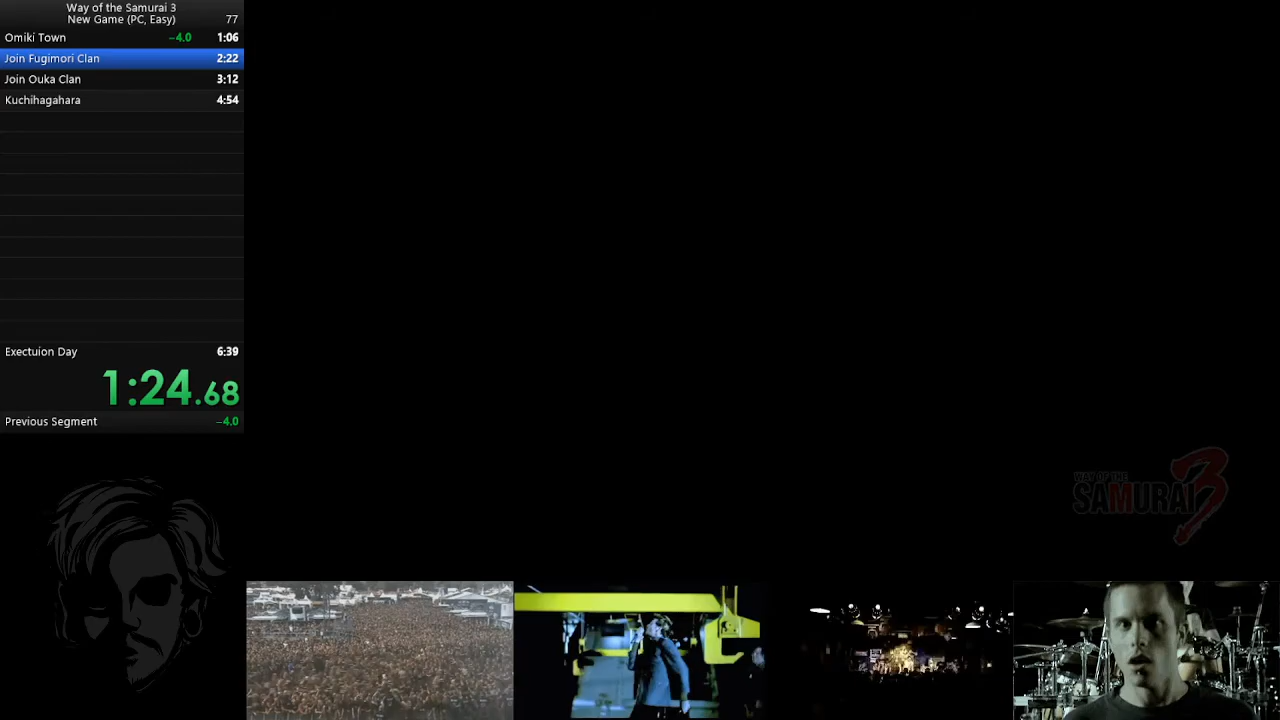 Way of the Samurai 3
New Game (PC, Easy) 77
Omiki Town −4.0 1:06
Join Fugimori Clan 2:22
Join Ouka Clan 3:12
Kuchihagahara 4:54
Exectuion Day 6:39
1:24.68
Previous Segment −4.0
WAY OF THE
SAMURAI 3